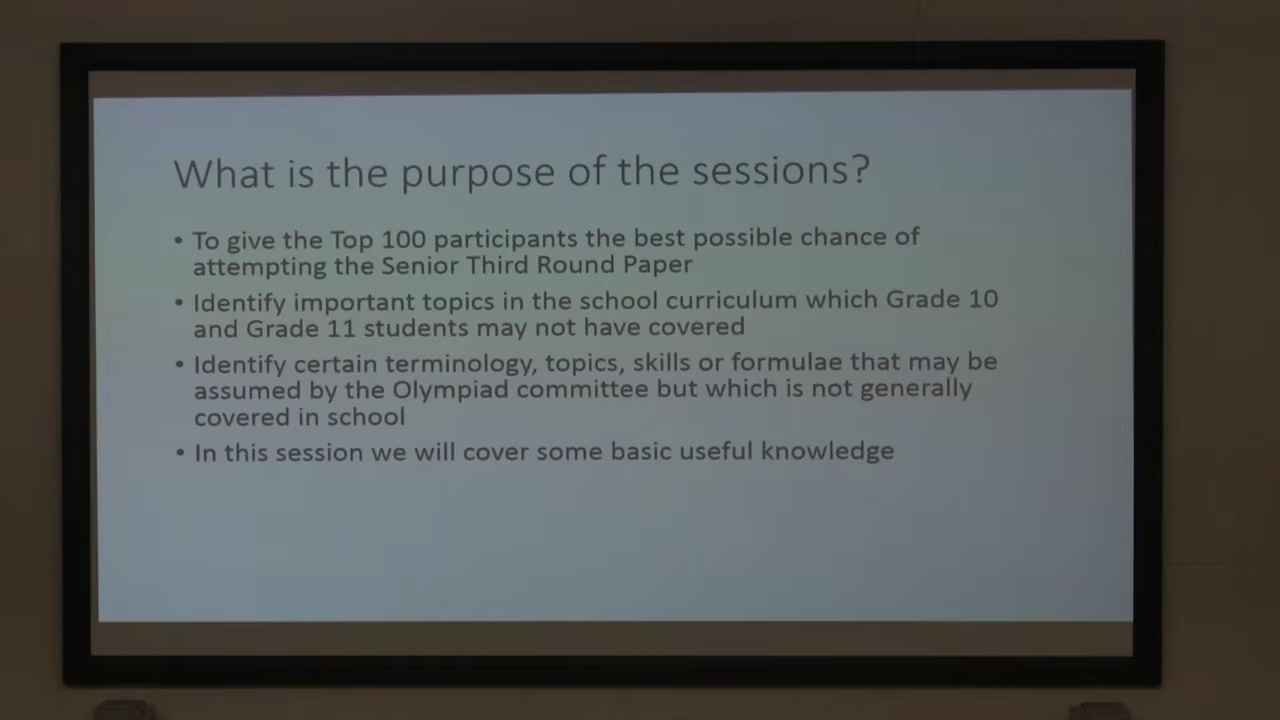 What is the purpose of the sessions?
• To give the Top 100 participants the best possible chance of
attempting the Senior Third Round Paper
• Identify important topics in the school curriculum which Grade 10
and Grade 11 students may not have covered
• Identify certain terminology, topics, skills or formulae that may be
assumed by the Olympiad committee but which is not generally
covered in school
• In this session we will cover some basic useful knowledge